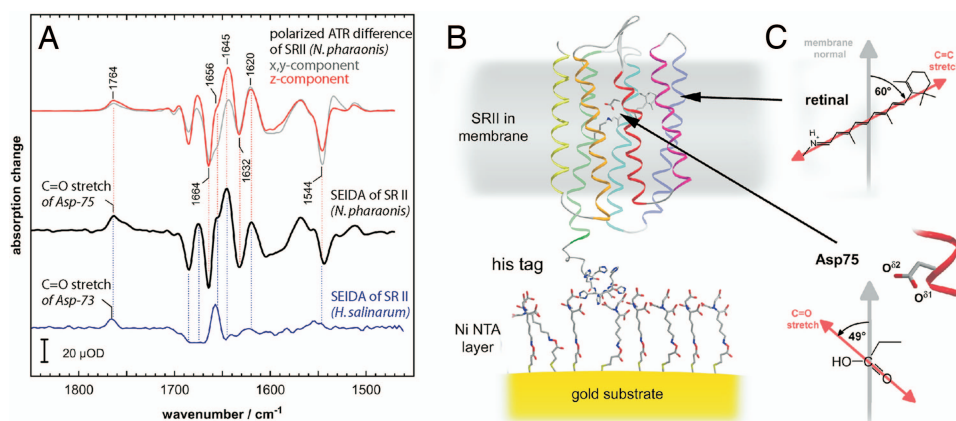 A
polarized ATR difference
of SRII (N. pharaonis)
x,y-component
z-component
1764
1656
1645
1620
1664
1632
1544
C=O stretch
of Asp-75
SEIDA of SR II
(N. pharaonis)
C=O stretch
of Asp-73
SEIDA of SR II
(H. salinarum)
20 µOD
absorption change
1800
1700
1600
1500
wavenumber / cm⁻¹
B
SRII in
membrane
his tag
Ni NTA
layer
gold substrate
C
membrane
normal
C=C
stretch
60°
retinal
H
N
+
Asp75
Oδ2
Oδ1
C=O
stretch
49°
HO
C
O